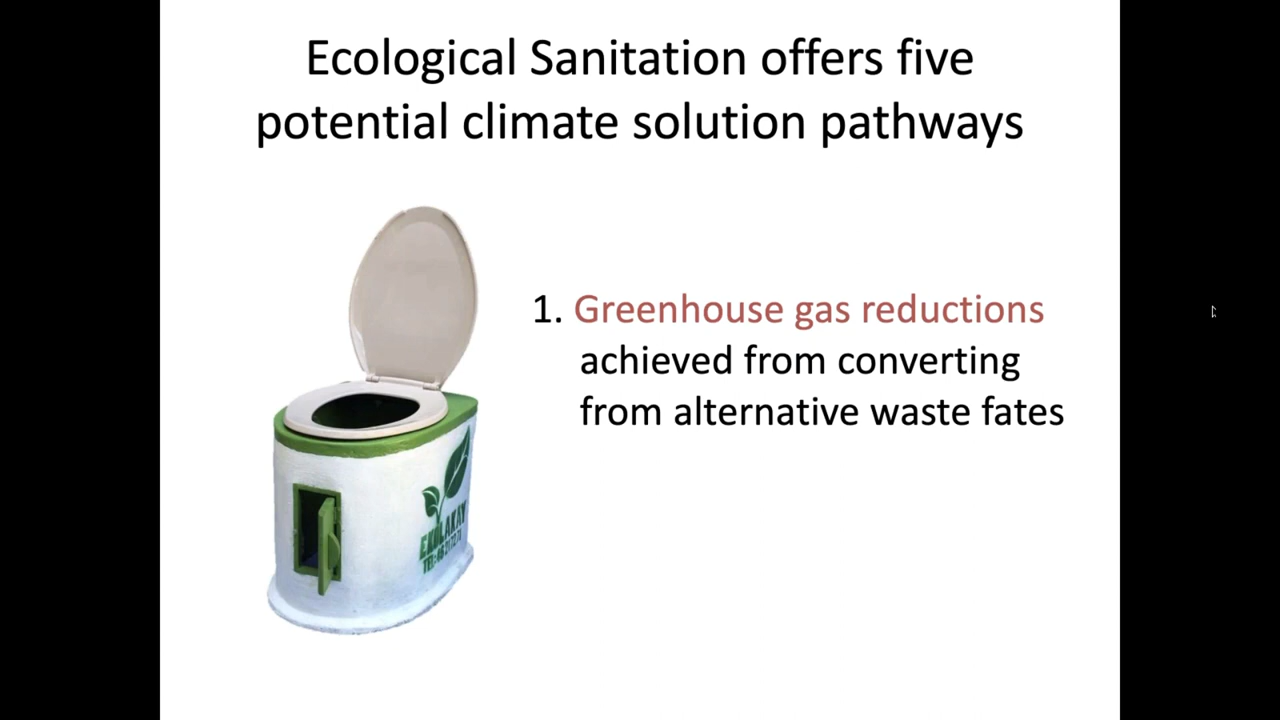 Ecological Sanitation offers five
potential climate solution pathways
1. Greenhouse gas reductions
achieved from converting
from alternative waste fates
EKOLAKAY